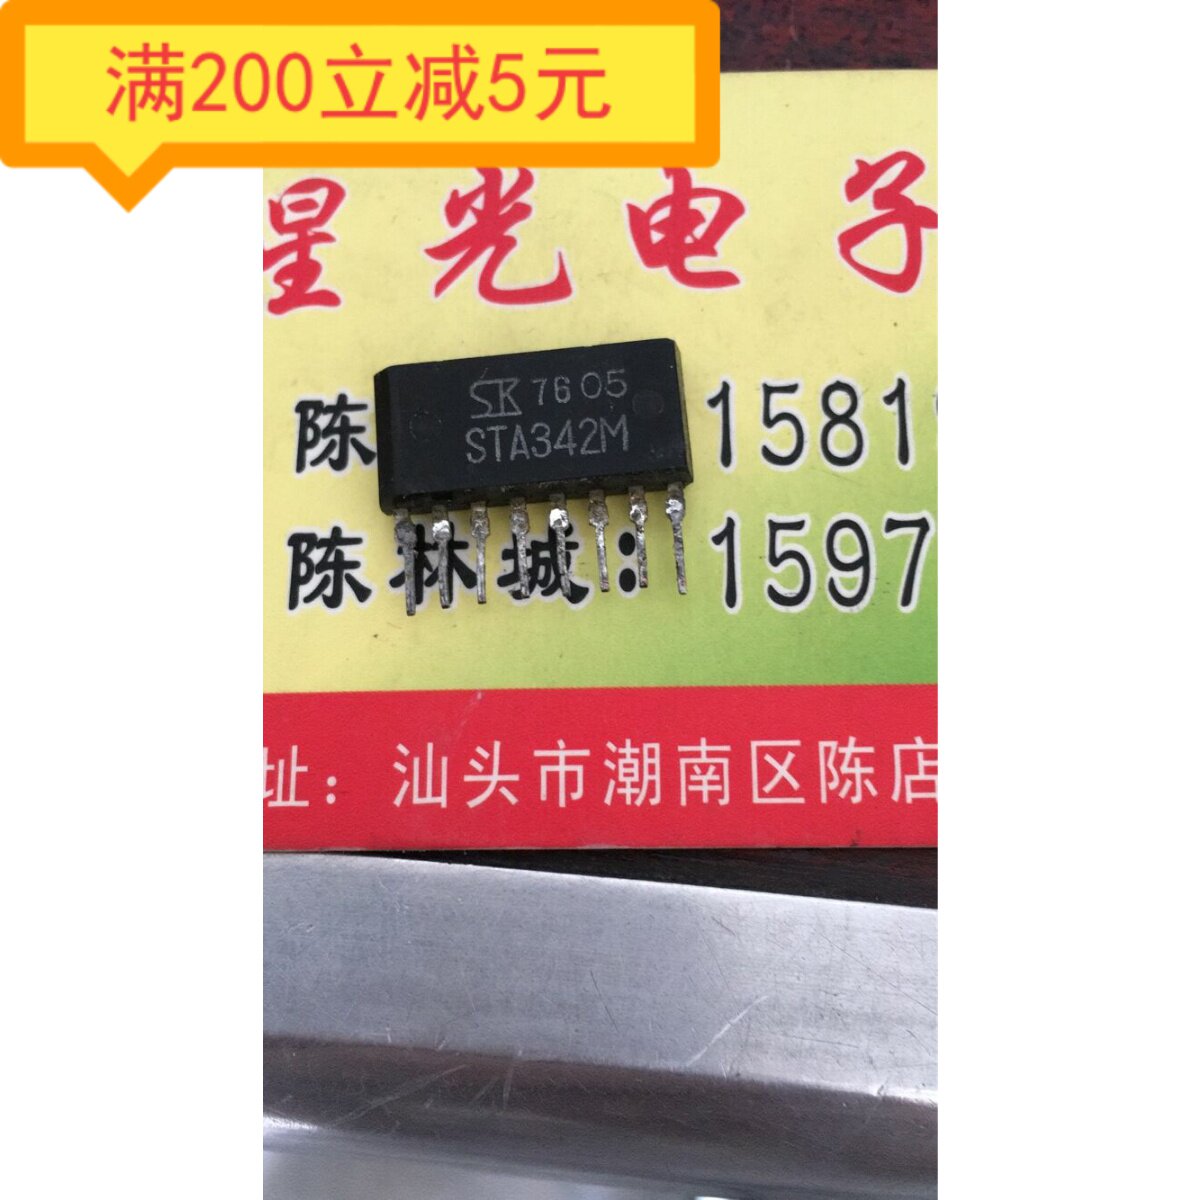 满200立减5元
星光电子
SK 7605
STA342M
陈 : 1581
陈林城: 1597
址: 汕头市潮南区陈店